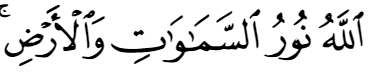 ٱللَّهُ نُورُ ٱلسَّمَـٰوَٰتِ وَٱلْأَرْضِ ۚ